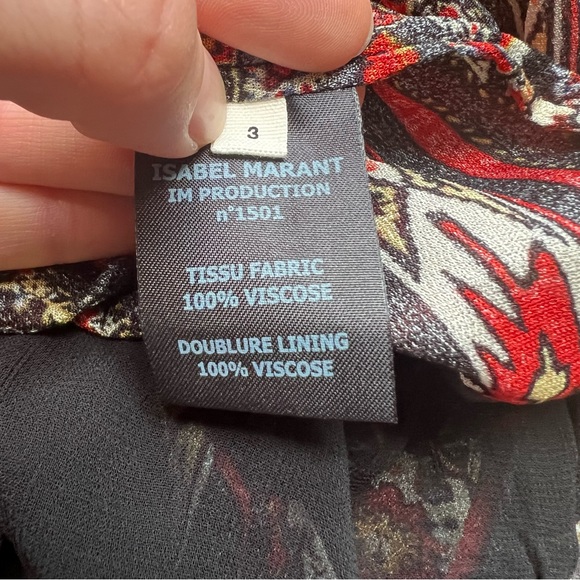 3
ISABEL MARANT
IM PRODUCTION
n°1501
TISSU FABRIC
100% VISCOSE
DOUBLURE LINING
100% VISCOSE